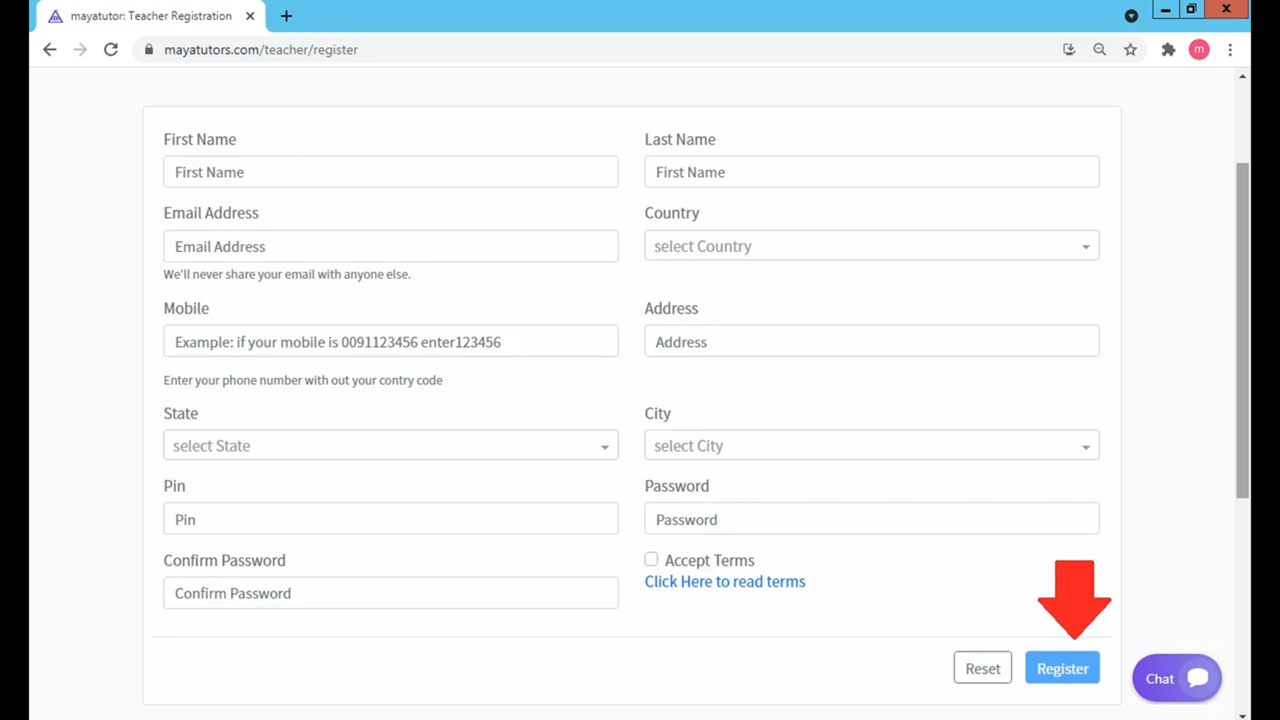 mayatutor: Teacher Registration
mayatutors.com/teacher/register
m
First Name
Last Name
First Name
First Name
Email Address
Country
Email Address
select Country
We'll never share your email with anyone else.
Mobile
Address
Example: if your mobile is 0091123456 enter123456
Address
Enter your phone number with out your contry code
State
City
select State
select City
Pin
Password
Pin
Password
Confirm Password
Accept Terms
Click Here to read terms
Confirm Password
Reset
Register
Chat